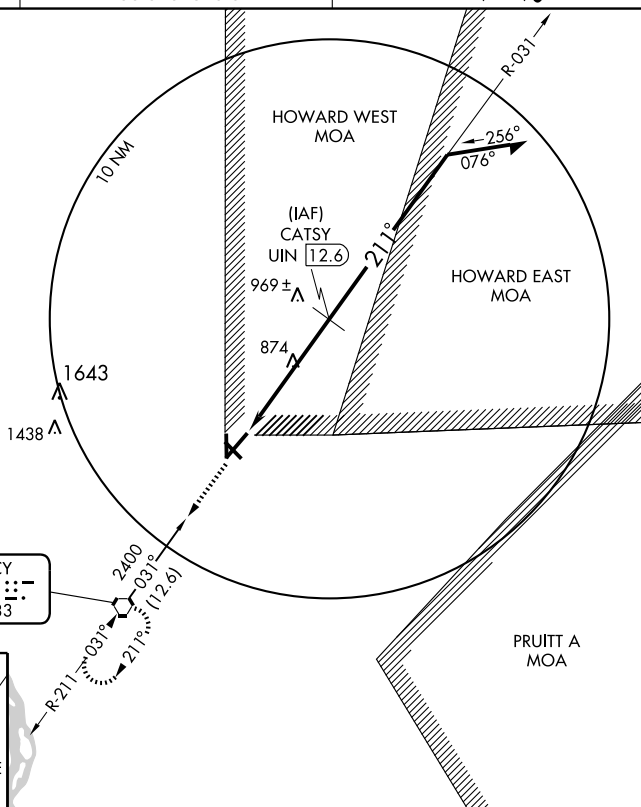 R-031
HOWARD WEST
MOA
256°
076°
10 NM
(IAF)
CATSY
UIN 12.6
211°
HOWARD EAST
MOA
969 ±
874
1643
1438
2400
031°
(12.6)
83
031°
211°
R-211
PRUITT A
MOA